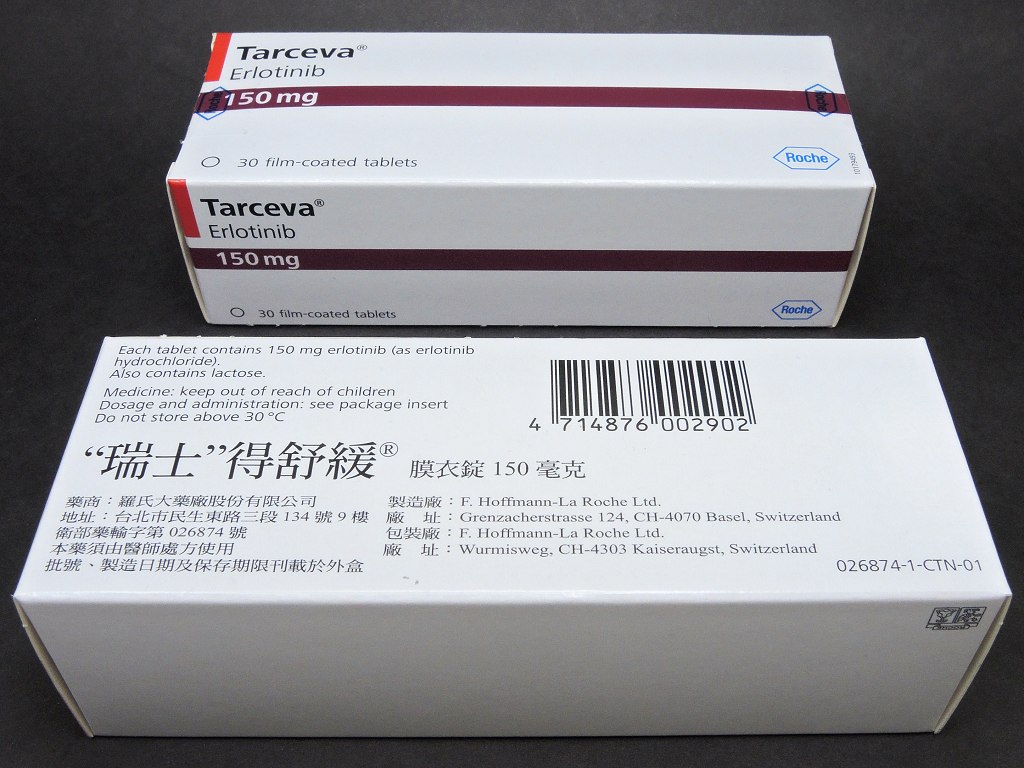 Tarceva®
Erlotinib
150 mg
30 film-coated tablets
Roche
Roche
Roche
Tarceva®
Erlotinib
150 mg
30 film-coated tablets
Roche
Each tablet contains 150 mg erlotinib (as erlotinib
hydrochloride).
Also contains lactose.
Medicine: keep out of reach of children
Dosage and administration: see package insert
Do not store above 30°C
4 714876 002902
“瑞士”得舒緩® 膜衣錠 150 毫克
藥商：羅氏大藥廠股份有限公司
地址：台北市民生東路三段 134 號 9 樓
衛部藥輸字第 026874 號
本藥須由醫師處方使用
批號、製造日期及保存期限刊載於外盒
製造廠：F. Hoffmann-La Roche Ltd.
廠 址：Grenzacherstrasse 124, CH-4070 Basel, Switzerland
包裝廠：F. Hoffmann-La Roche Ltd.
廠 址：Wurmisweg, CH-4303 Kaiseraugst, Switzerland
026874-1-CTN-01